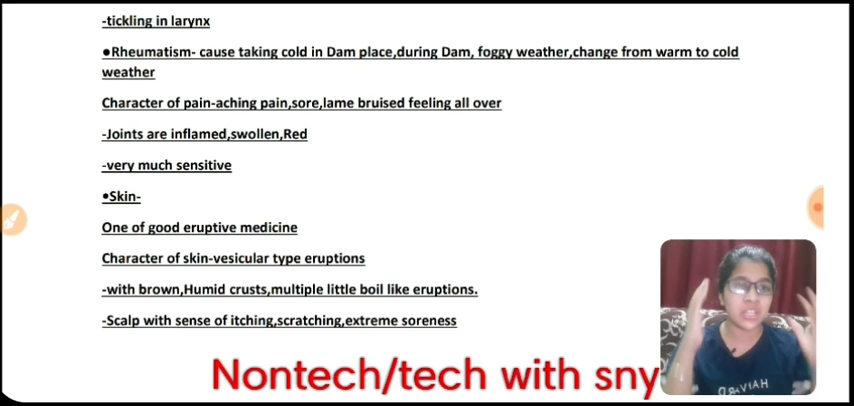 -tickling in larynx
●Rheumatism- cause taking cold in Dam place,during Dam, foggy weather,change from warm to cold
weather
Character of pain-aching pain,sore,lame bruised feeling all over
-Joints are inflamed,swollen,Red
-very much sensitive
●Skin-
One of good eruptive medicine
Character of skin-vesicular type eruptions
-with brown,Humid crusts,multiple little boil like eruptions.
-Scalp with sense of itching,scratching,extreme soreness
Nontech/tech with sny